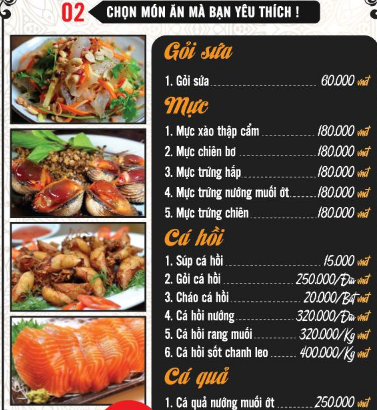 02 CHỌN MÓN ĂN MÀ BẠN YÊU THÍCH !
Gỏi sứa
1. Gỏi sứa 60.000 vnđ
Mực
1. Mực xào thập cẩm 180.000 vnđ
2. Mực chiên bơ 180.000 vnđ
3. Mực trứng hấp 180.000 vnđ
4. Mực trứng nướng muối ớt 180.000 vnđ
5. Mực trứng chiên 180.000 vnđ
Cá hồi
1. Súp cá hồi 15.000 vnđ
2. Gỏi cá hồi 250.000/Đĩa vnđ
3. Cháo cá hồi 20.000/Bát vnđ
4. Cá hồi nướng 320.000/Đĩa vnđ
5. Cá hồi rang muối 320.000/Kg vnđ
6. Cá hồi sốt chanh leo 400.000/Kg vnđ
Cá quả
1. Cá quả nướng muối ớt 250.000 vnđ